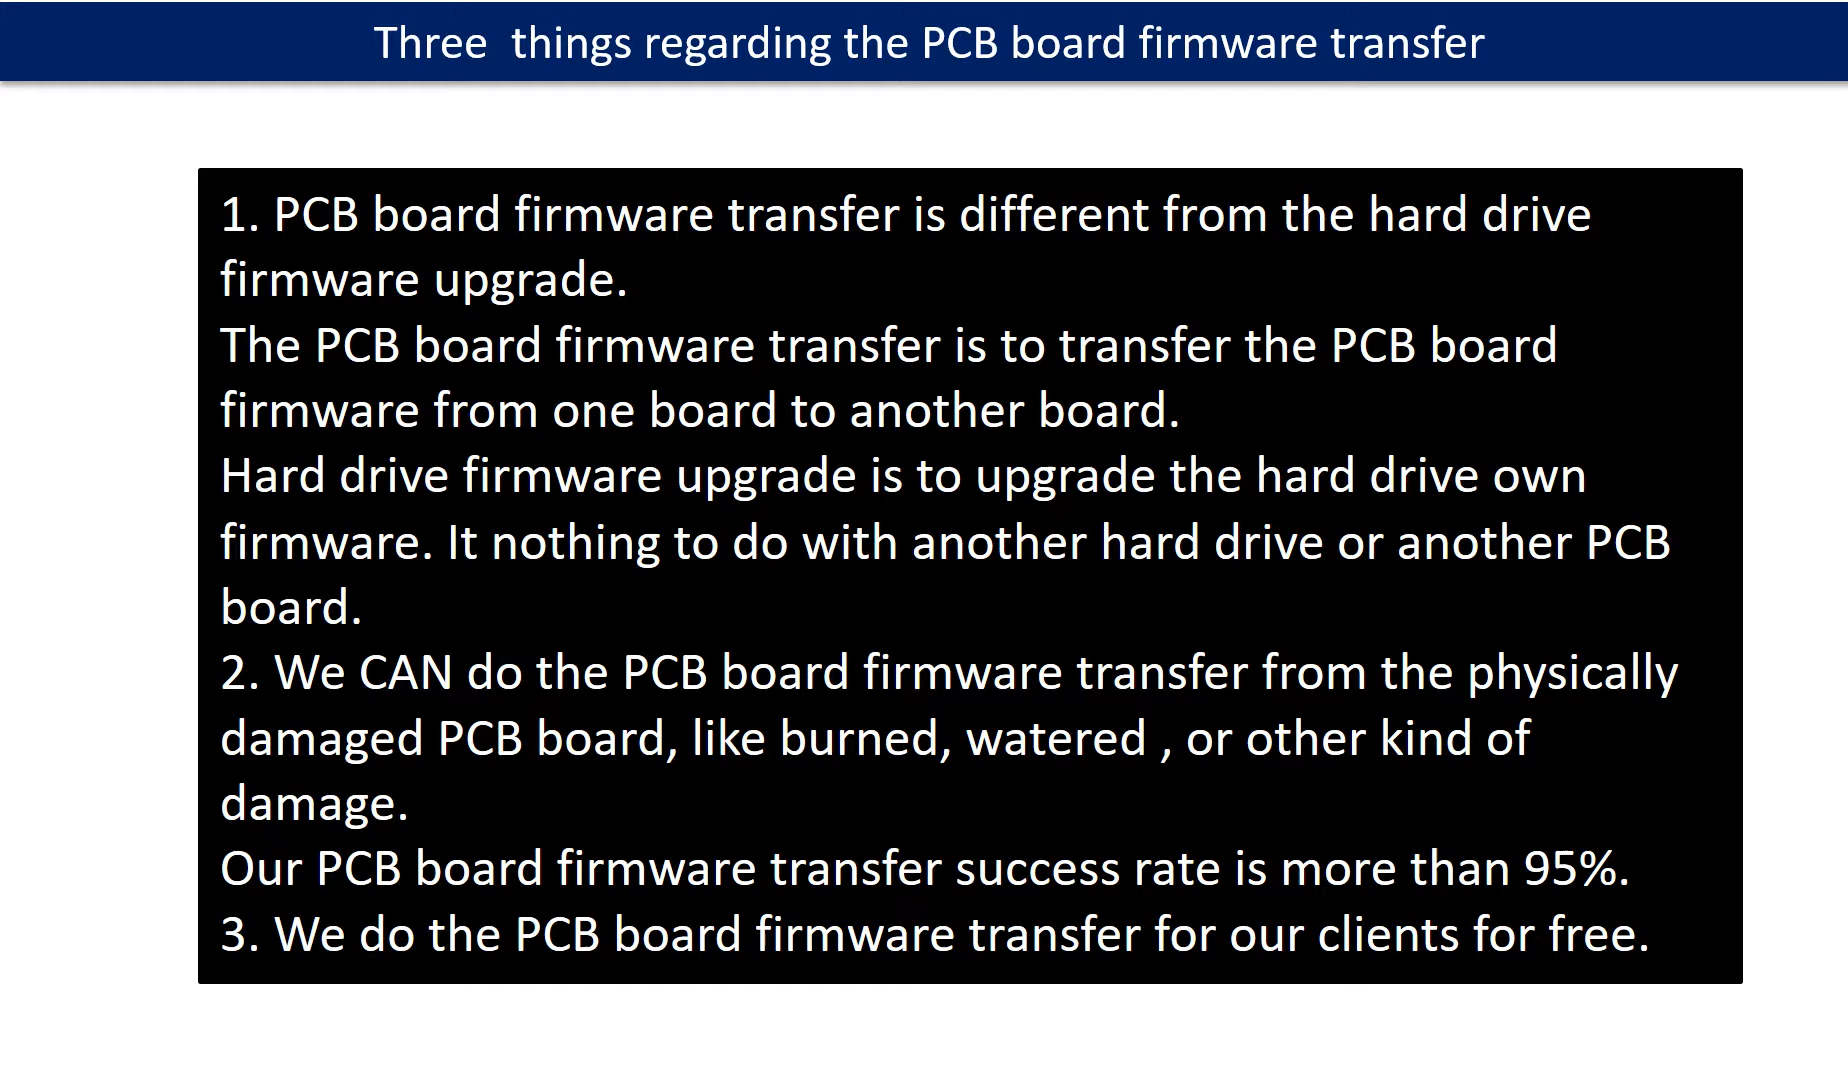 Three  things regarding the PCB board firmware transfer
1. PCB board firmware transfer is different from the hard drive
firmware upgrade.
The PCB board firmware transfer is to transfer the PCB board
firmware from one board to another board.
Hard drive firmware upgrade is to upgrade the hard drive own
firmware. It nothing to do with another hard drive or another PCB
board.
2. We CAN do the PCB board firmware transfer from the physically
damaged PCB board, like burned, watered , or other kind of
damage.
Our PCB board firmware transfer success rate is more than 95%.
3. We do the PCB board firmware transfer for our clients for free.